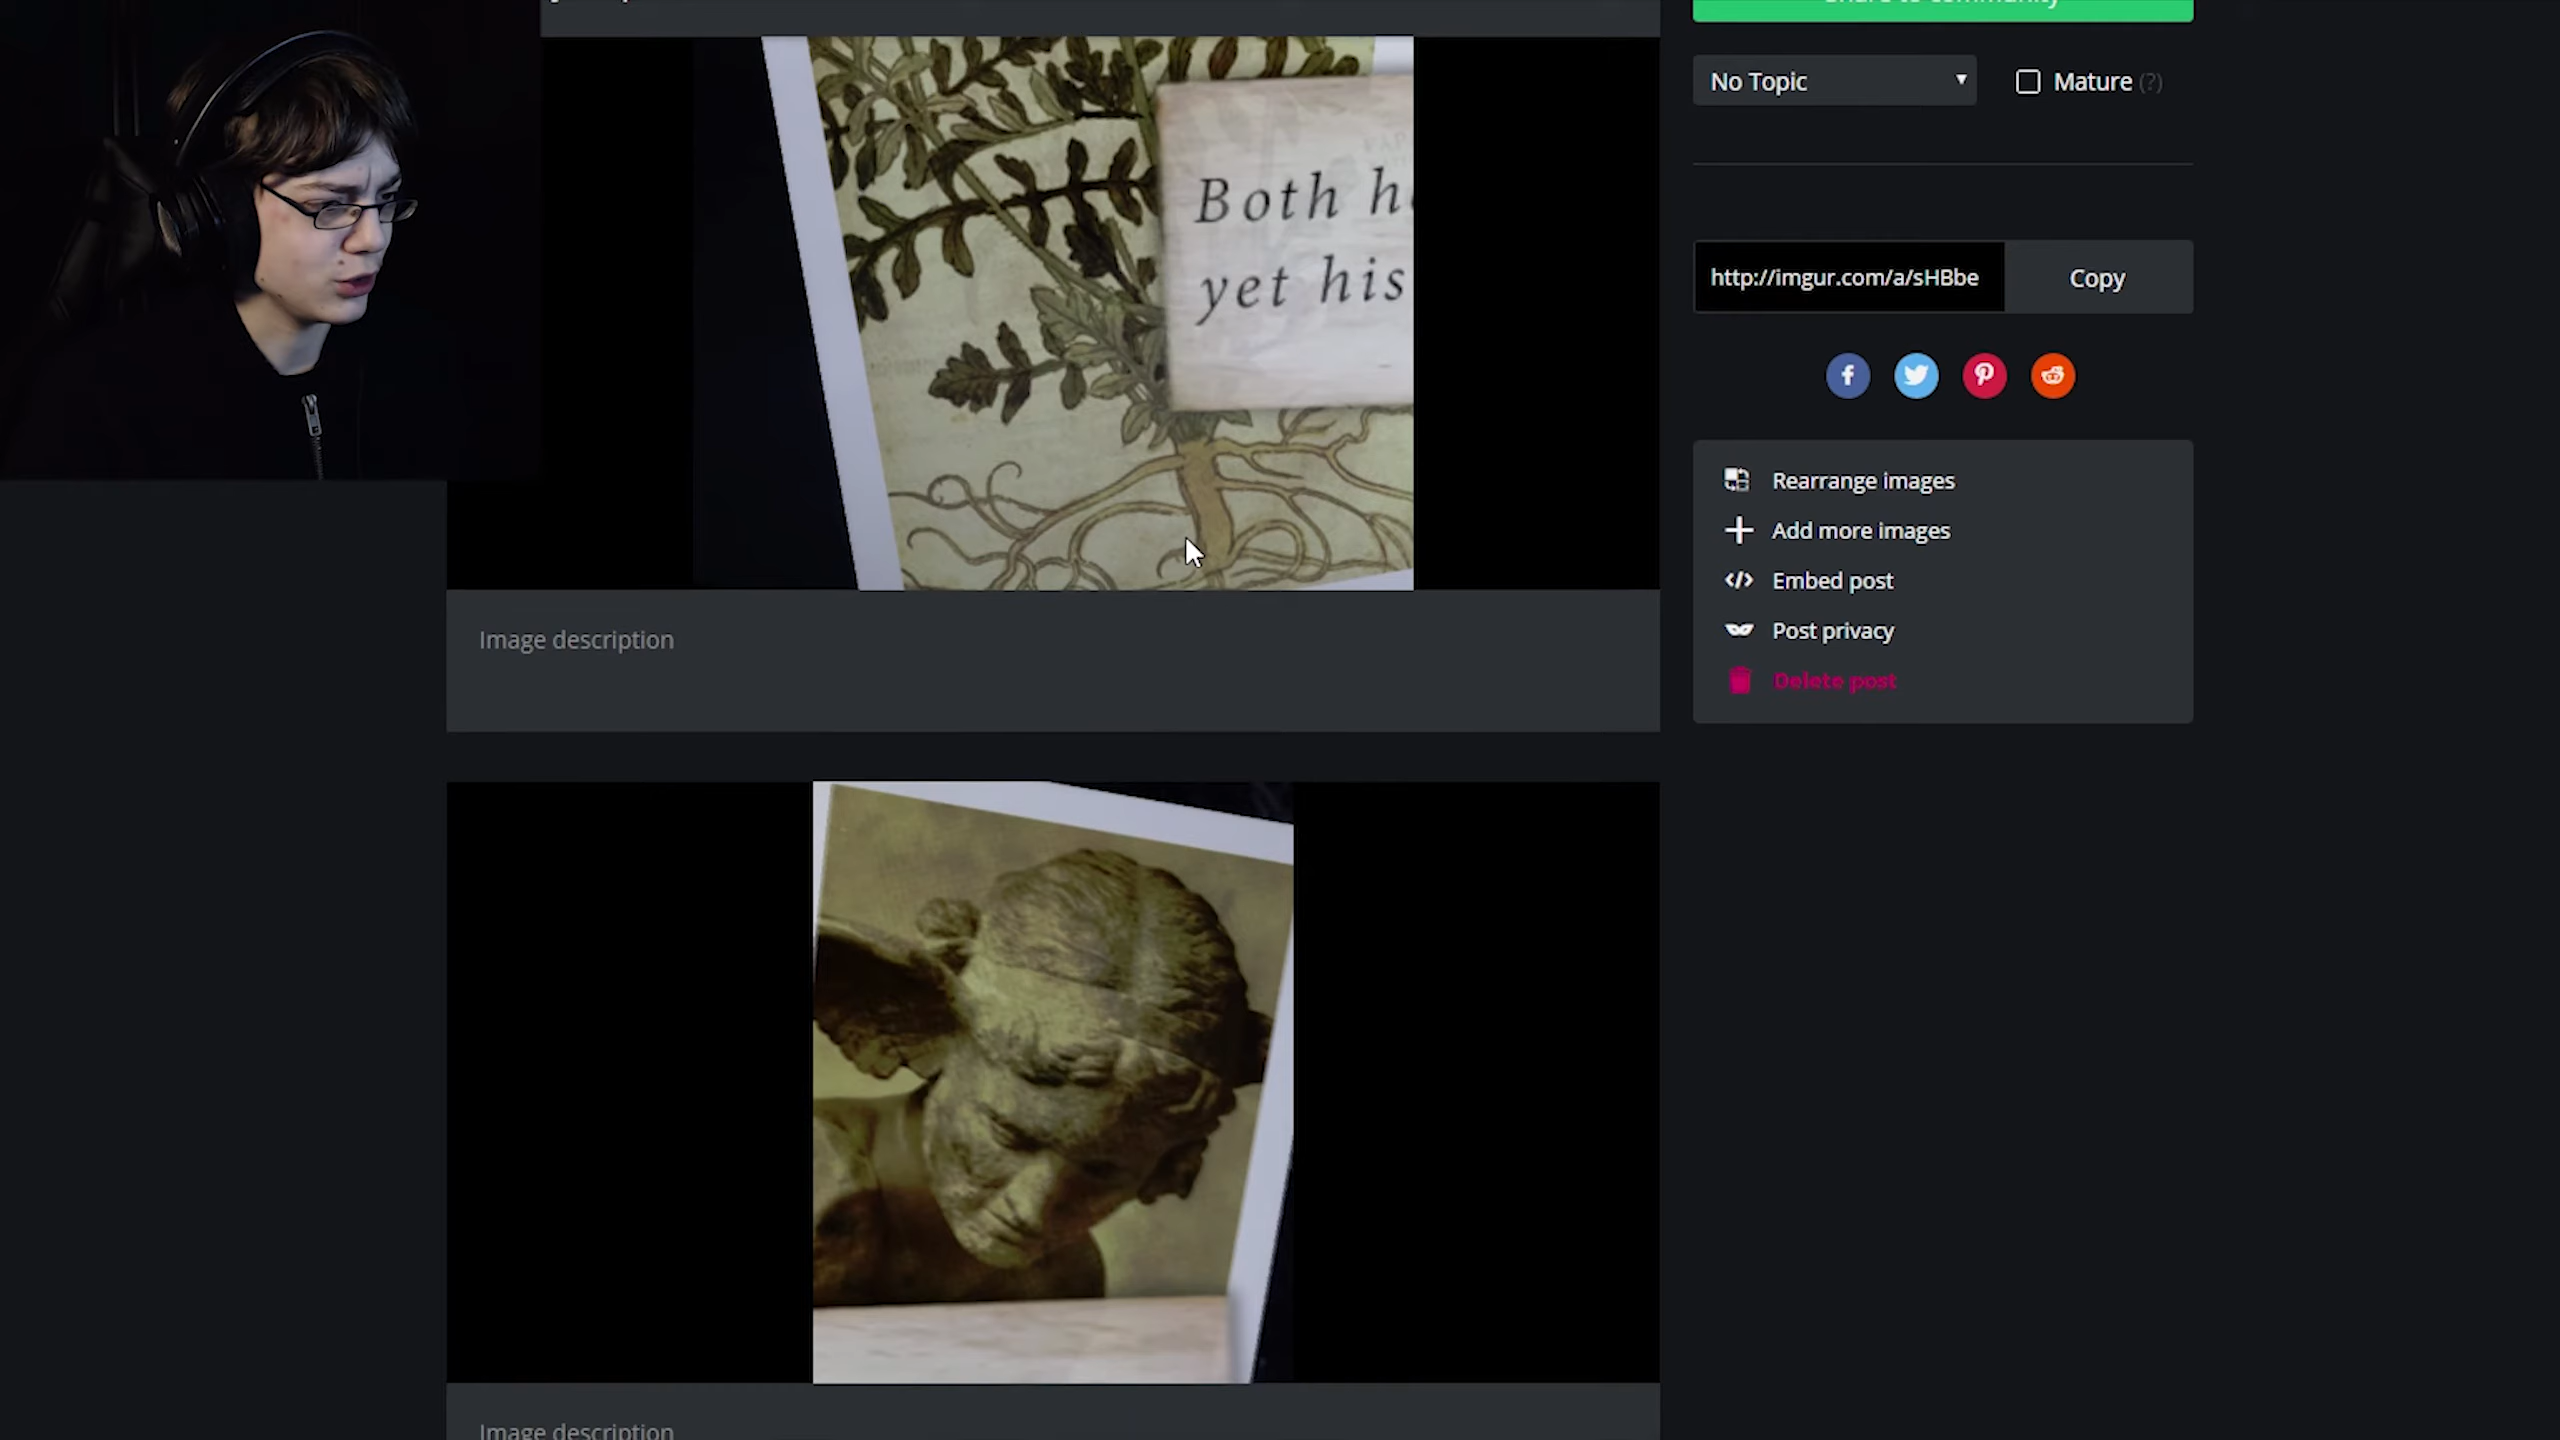 No Topic
Mature (?)
Both
yet his
http://imgur.com/a/sHBbe
Copy
Rearrange images
Add more images
Embed post
Post privacy
Delete post
Image description
Image description